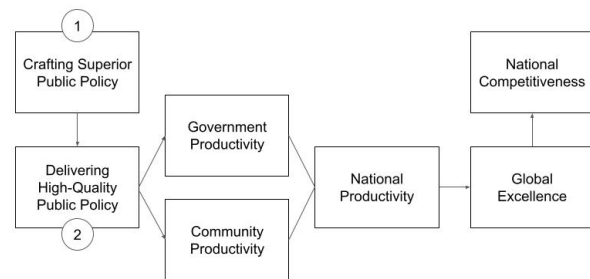 1
Crafting Superior
Public Policy
Delivering
High-Quality
Public Policy
2
Government
Productivity
Community
Productivity
National
Productivity
Global
Excellence
National
Competitiveness